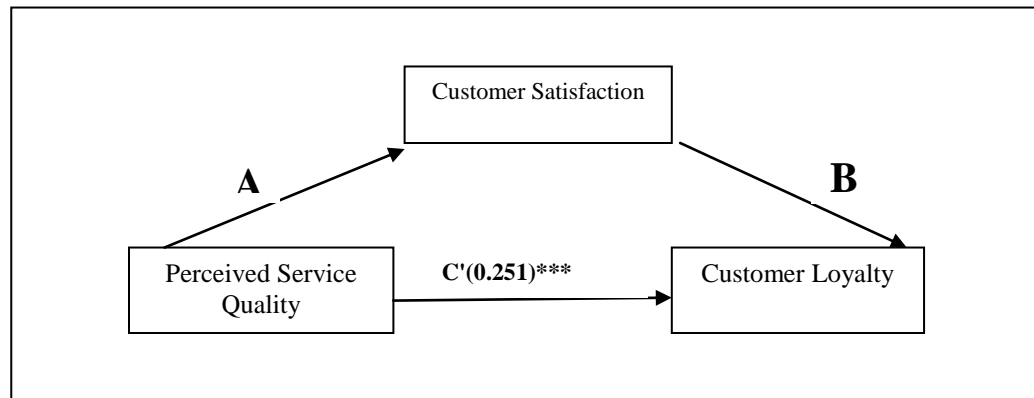 Customer Satisfaction
A
B
Perceived Service
Quality
C'(0.251)***
Customer Loyalty